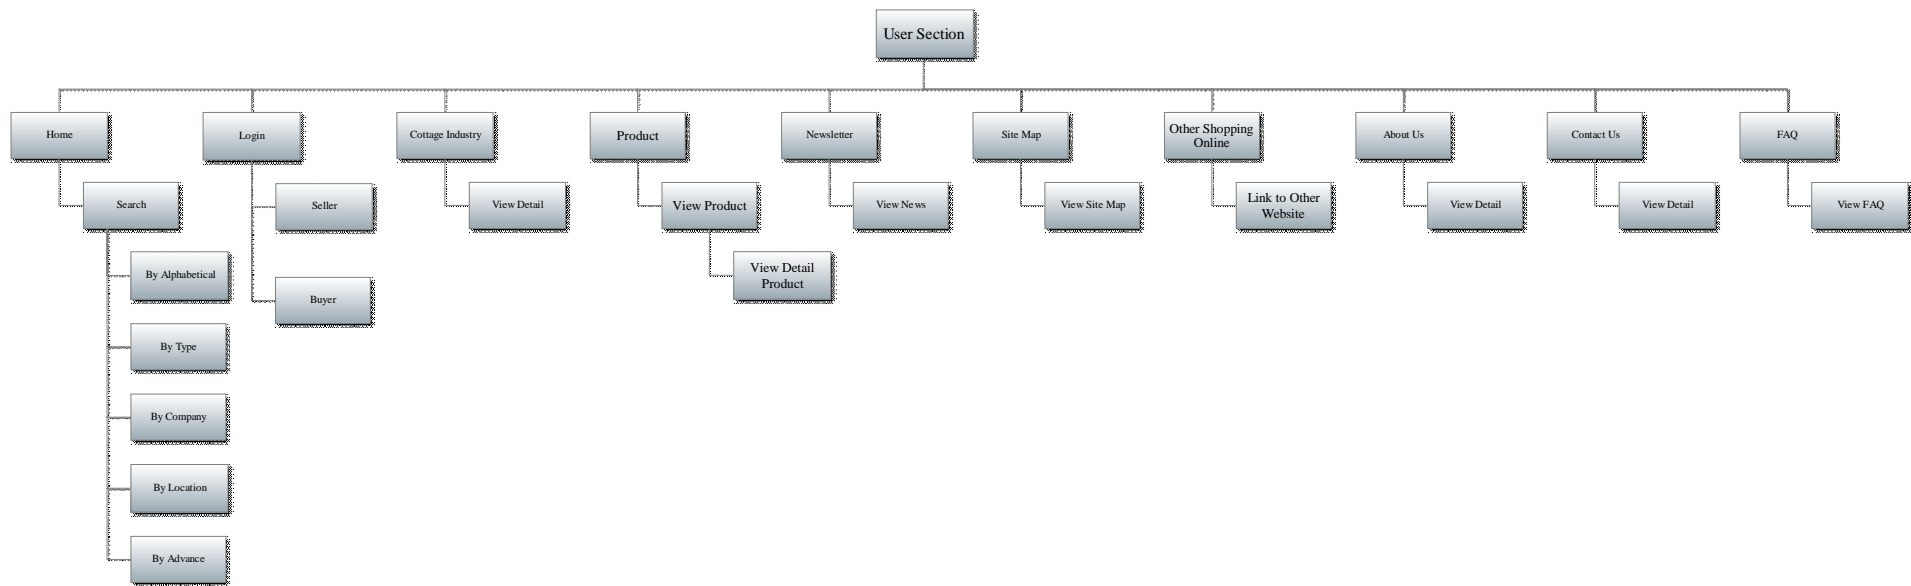 User Section
Home
Login
Cottage Industry
Product
Newsletter
Site Map
Other Shopping
Online
About Us
Contact Us
FAQ
Search
Seller
View Detail
View Product
View News
View Site Map
Link to Other
Website
View Detail
View Detail
View FAQ
By Alphabetical
Buyer
View Detail
Product
By Type
By Company
By Location
By Advance